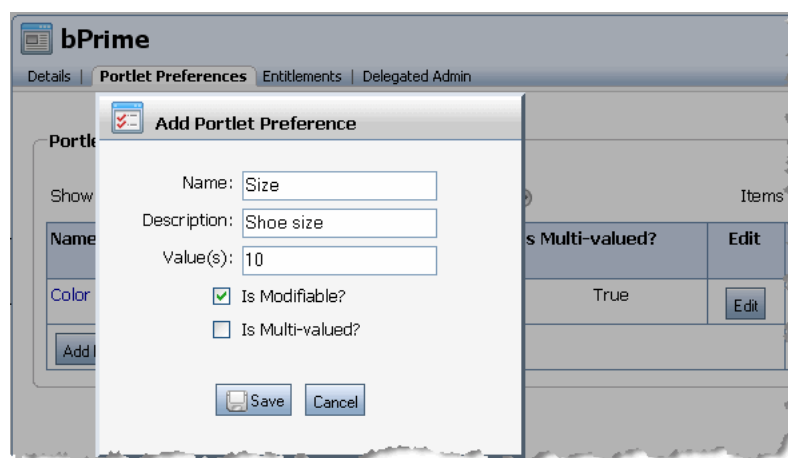 bPrime
Details | Portlet Preferences Entitlements | Delegated Admin
Add Portlet Preference
Name: Size
Description: Shoe size
Value(s): 10
Is Modifiable?
Is Multi-valued?
Save Cancel
Show
Items
Name
s Multi-valued?
Edit
Color
True
Edit
Add